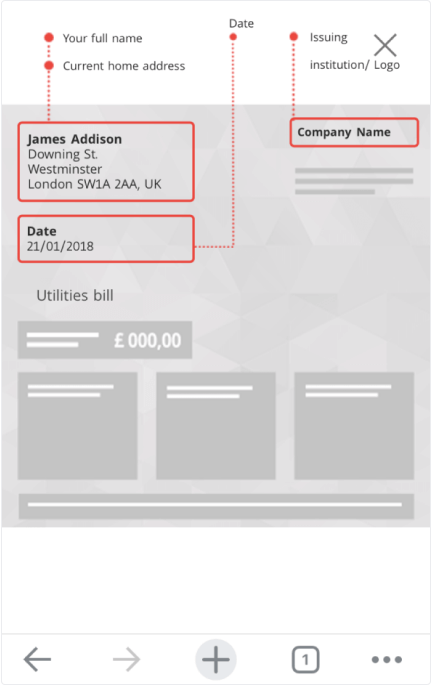 Date
Your full name
Issuing
Current home address
institution/ Logo
James Addison
Downing St.
Westminster
London SW1A 2AA, UK
Company Name
Date
21/01/2018
Utilities bill
£ 000,00
1